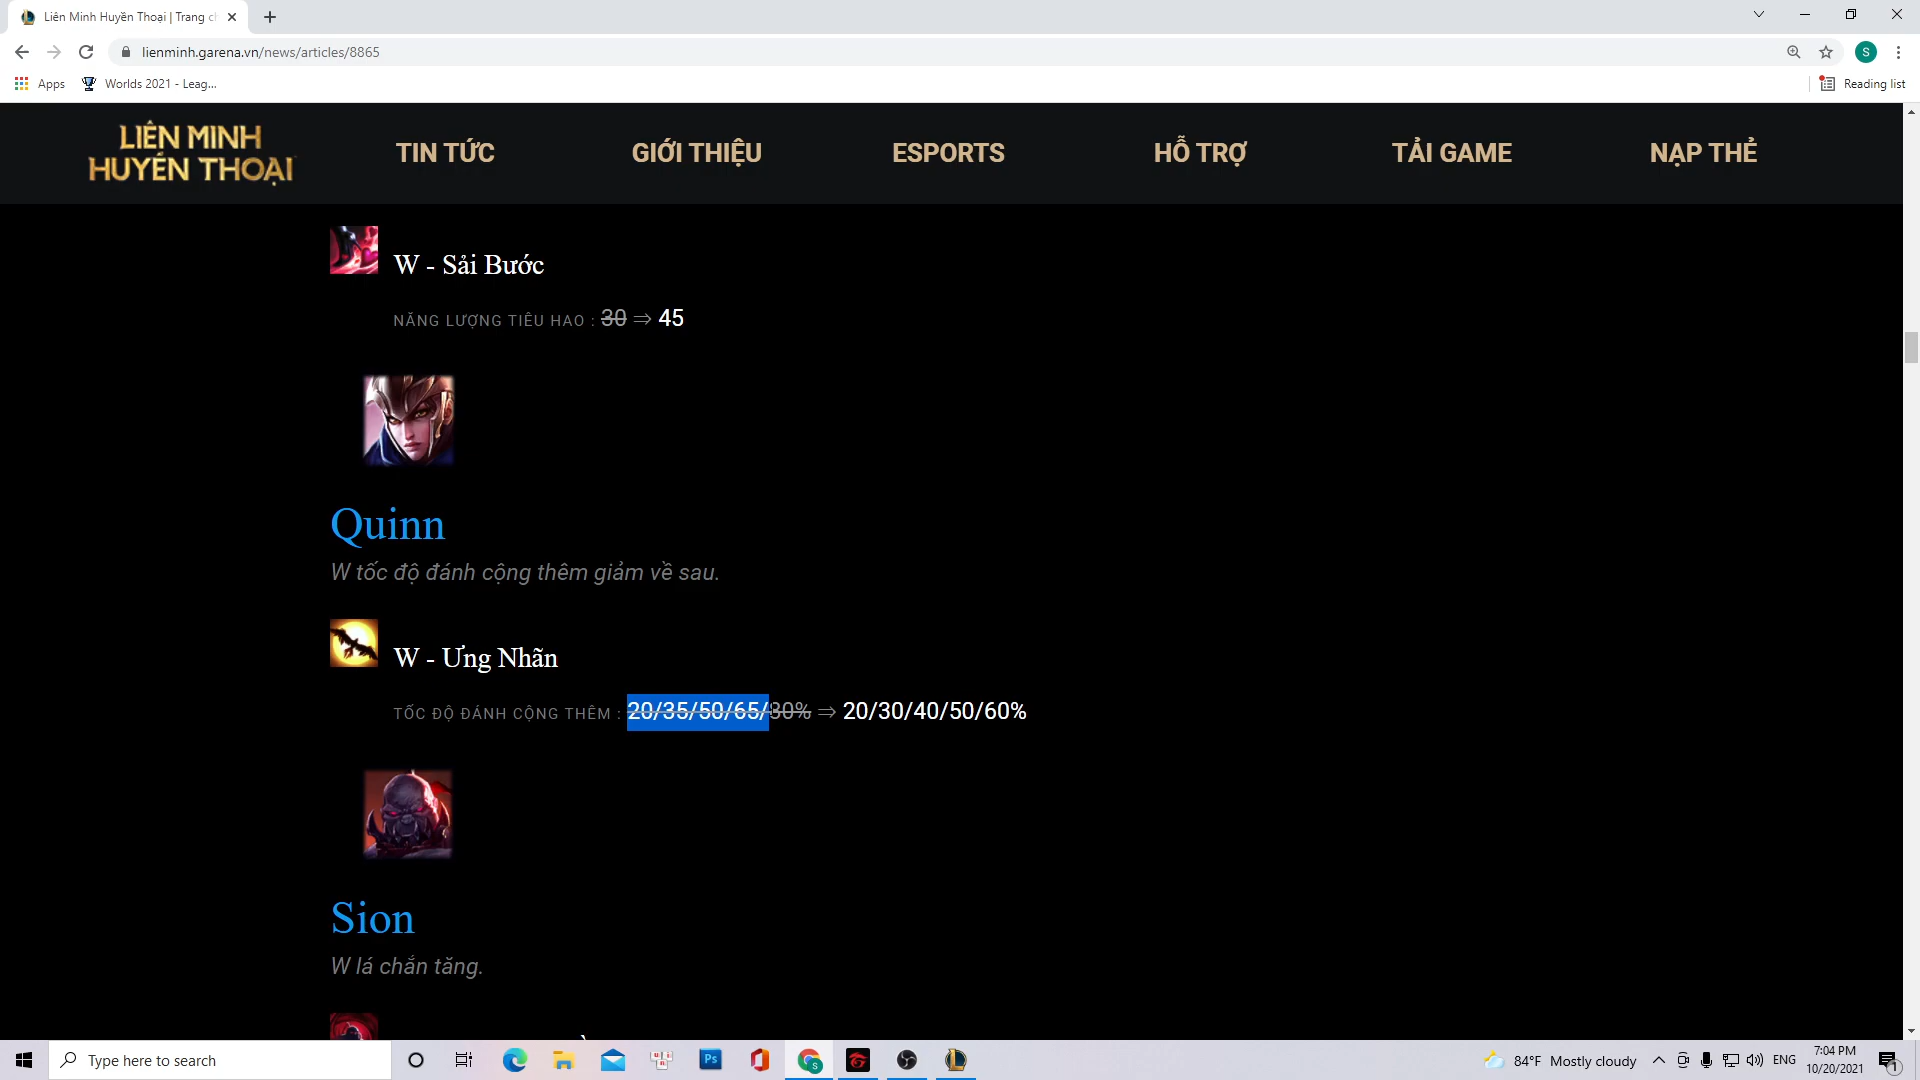 Liên Minh Huyền Thoại | Trang ch
lienminh.garena.vn/news/articles/8865
S
Apps
Worlds 2021 - Leag...
Reading list
LIÊN MINH
HUYỀN THOẠI
TIN TỨC
GIỚI THIỆU
ESPORTS
HỖ TRỢ
TẢI GAME
NẠP THẺ
W - Sải Bước
NĂNG LƯỢNG TIÊU HAO : 30 ⇒ 45
Quinn
W tốc độ đánh cộng thêm giảm về sau.
W - Ưng Nhãn
TỐC ĐỘ ĐÁNH CỘNG THÊM : 20/35/50/65/80% ⇒ 20/30/40/50/60%
Sion
W lá chắn tăng.
Type here to search
Ps
84°F Mostly cloudy
ENG
7:04 PM
10/20/2021
1